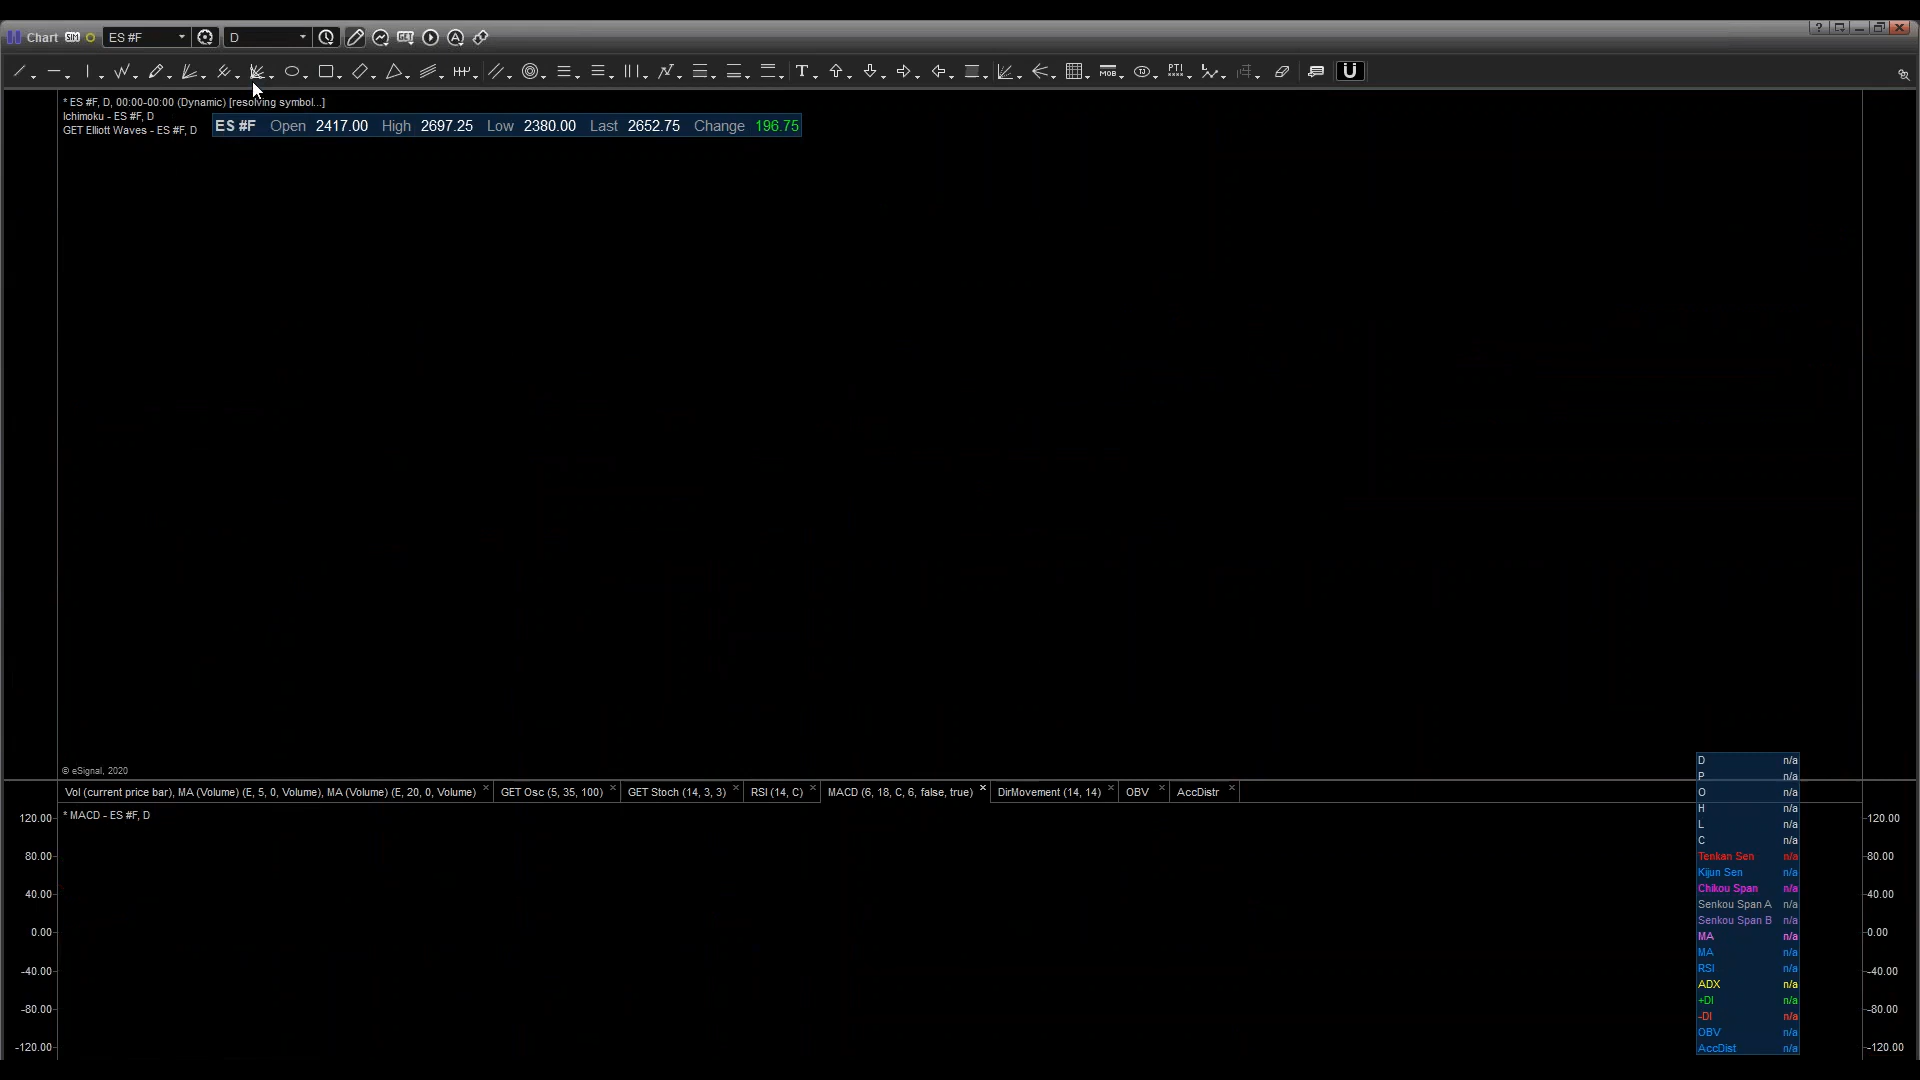 Chart SIM ES #F D GET
T MOB PTI
* ES #F, D, 00:00-00:00 (Dynamic) [resolving symbol...]
Ichimoku - ES #F, D
GET Elliott Waves - ES #F, D
ES #F Open 2417.00 High 2697.25 Low 2380.00 Last 2652.75 Change 196.75
© eSignal, 2020
Vol (current price bar), MA (Volume) (E, 5, 0, Volume), MA (Volume) (E, 20, 0, Volume) GET Osc (5, 35, 100) GET Stoch (14, 3, 3) RSI (14, C) MACD (6, 18, C, 6, false, true) DirMovement (14, 14) OBV AccDistr
* MACD - ES #F, D
120.00
80.00
40.00
0.00
-40.00
-80.00
-120.00
D n/a
P n/a
O n/a
H n/a
L n/a
C n/a
Tenkan Sen n/a
Kijun Sen n/a
Chikou Span n/a
Senkou Span A n/a
Senkou Span B n/a
MA n/a
MA n/a
RSI n/a
ADX n/a
+DI n/a
-DI n/a
OBV n/a
AccDist n/a
120.00
80.00
40.00
0.00
-40.00
-80.00
-120.00